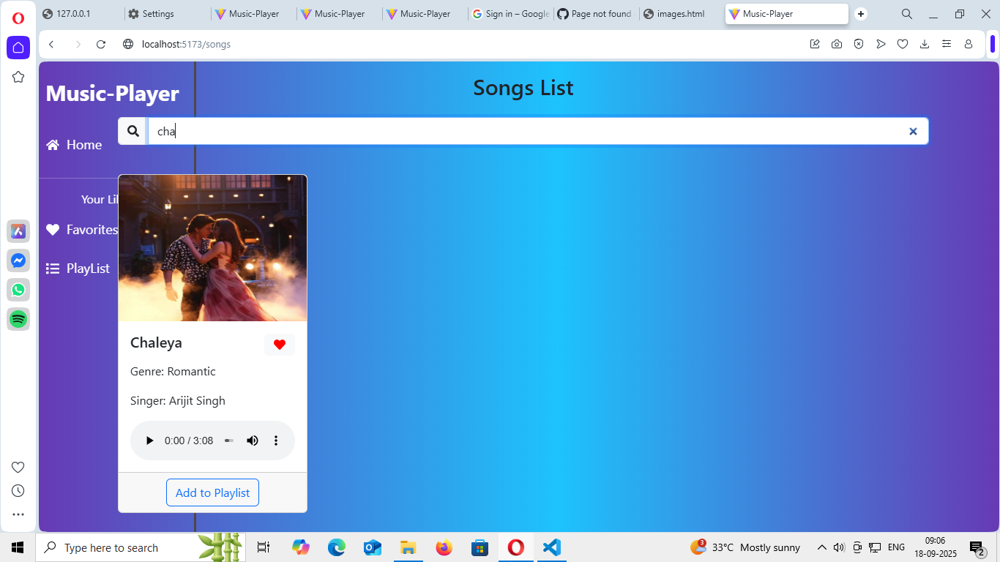 127.0.0.1
Settings
Music-Player
Music-Player
Music-Player
Sign in – Google
Page not found
images.html
Music-Player
localhost:5173/songs
Music-Player
Songs List
cha
Home
Your Lil
Favorites
PlayList
Chaleya
Genre: Romantic
Singer: Arijit Singh
0:00 / 3:08
Add to Playlist
Type here to search
3
33°C Mostly sunny
ENG
09:06
18-09-2025
2